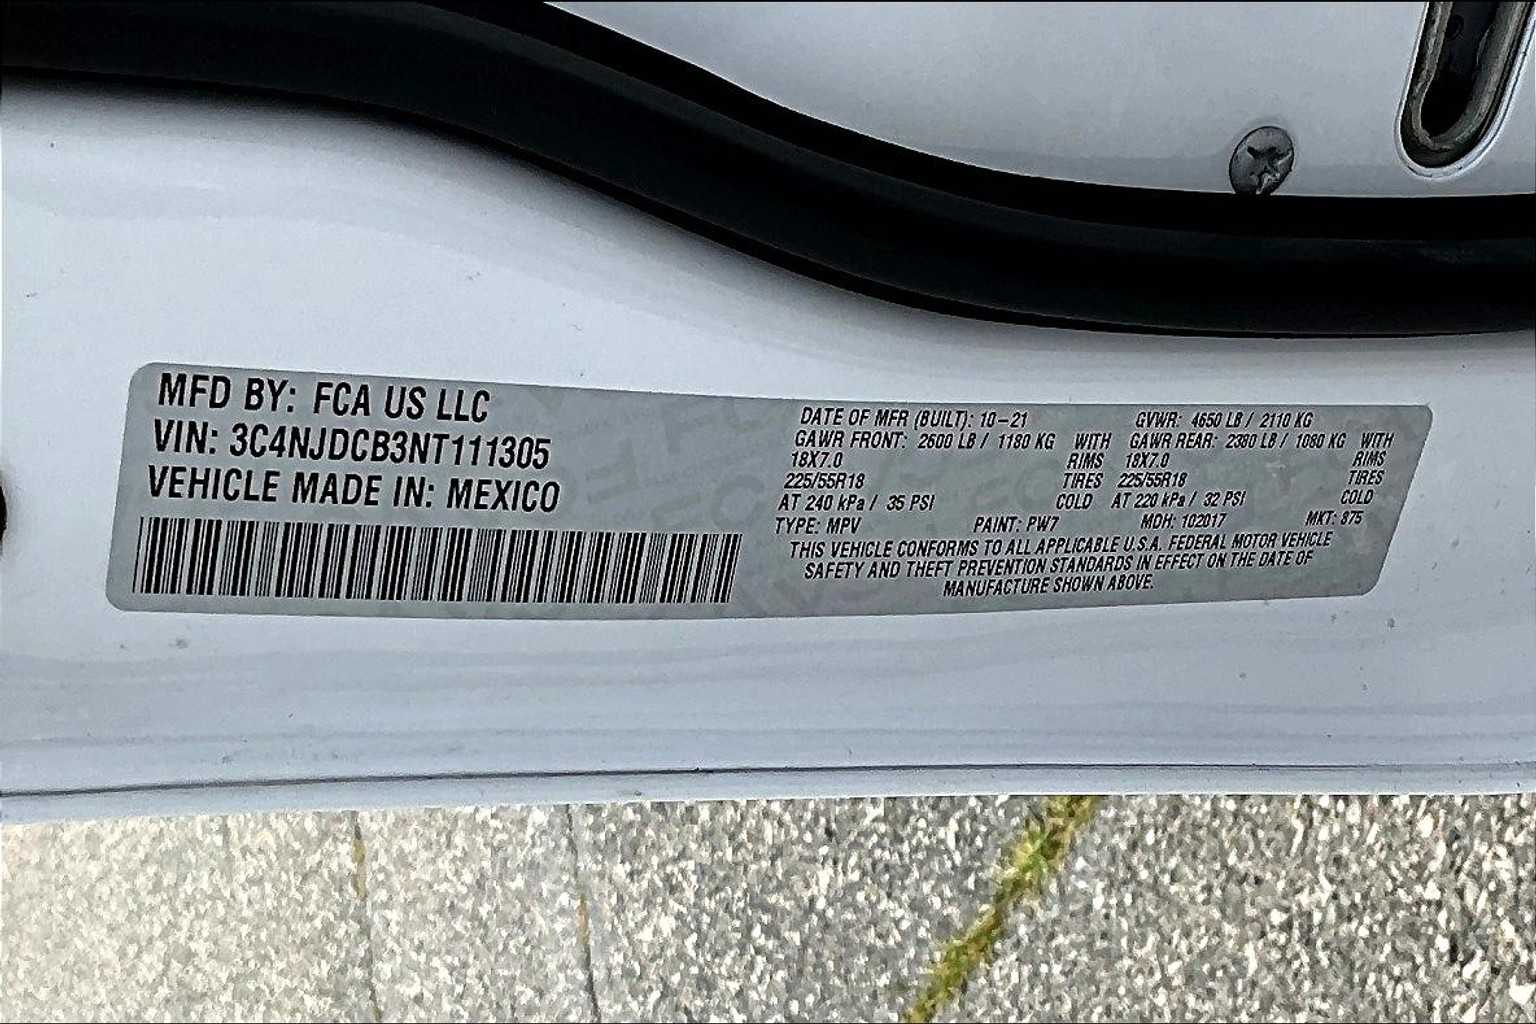 MFD BY: FCA US LLC
VIN: 3C4NJDCB3NT111305
VEHICLE MADE IN: MEXICO
DATE OF MFR (BUILT): 10-21 GVWR: 4650 LB / 2110 KG
GAWR FRONT: 2600 LB / 1180 KG WITH GAWR REAR: 2380 LB / 1080 KG WITH
18X7.0 RIMS 18X7.0 RIMS
225/55R18 TIRES 225/55R18 TIRES
AT 240 kPa / 35 PSI COLD AT 220 kPa / 32 PSI COLD
TYPE: MPV PAINT: PW7 MDH: 102017 MKT: 875
THIS VEHICLE CONFORMS TO ALL APPLICABLE U.S.A. FEDERAL MOTOR VEHICLE
SAFETY AND THEFT PREVENTION STANDARDS IN EFFECT ON THE DATE OF
MANUFACTURE SHOWN ABOVE.